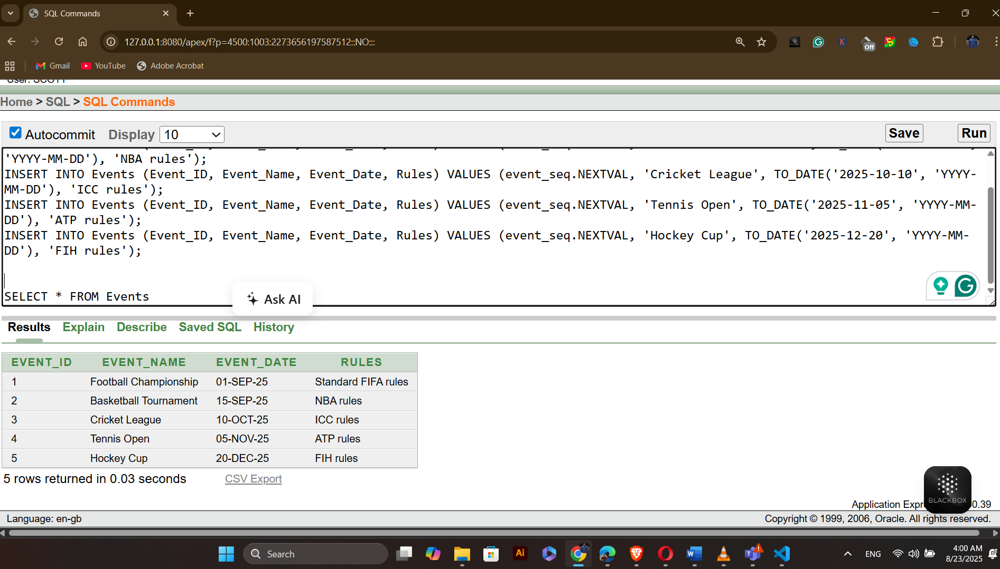 SQL Commands
127.0.0.1:8080/apex/f?p=4500:1003:2273656197587512::NO:::
K
Off
S
Gmail YouTube Adobe Acrobat
User: SCOTT
Home > SQL > SQL Commands
Autocommit Display 10 Save Run
'YYYY-MM-DD'), 'NBA rules');
INSERT INTO Events (Event_ID, Event_Name, Event_Date, Rules) VALUES (event_seq.NEXTVAL, 'Cricket League', TO_DATE('2025-10-10', 'YYYY-
MM-DD'), 'ICC rules');
INSERT INTO Events (Event_ID, Event_Name, Event_Date, Rules) VALUES (event_seq.NEXTVAL, 'Tennis Open', TO_DATE('2025-11-05', 'YYYY-MM-
DD'), 'ATP rules');
INSERT INTO Events (Event_ID, Event_Name, Event_Date, Rules) VALUES (event_seq.NEXTVAL, 'Hockey Cup', TO_DATE('2025-12-20', 'YYYY-MM-
DD'), 'FIH rules');
SELECT * FROM Events
Ask AI
Results Explain Describe Saved SQL History
EVENT_ID EVENT_NAME EVENT_DATE RULES
1 Football Championship 01-SEP-25 Standard FIFA rules
2 Basketball Tournament 15-SEP-25 NBA rules
3 Cricket League 10-OCT-25 ICC rules
4 Tennis Open 05-NOV-25 ATP rules
5 Hockey Cup 20-DEC-25 FIH rules
5 rows returned in 0.03 seconds CSV Export
BLACKBOX
Application Expr 0.39
Language: en-gb Copyright © 1999, 2006, Oracle. All rights reserved.
Search
Ai
W
T
ENG
4:00 AM
8/23/2025